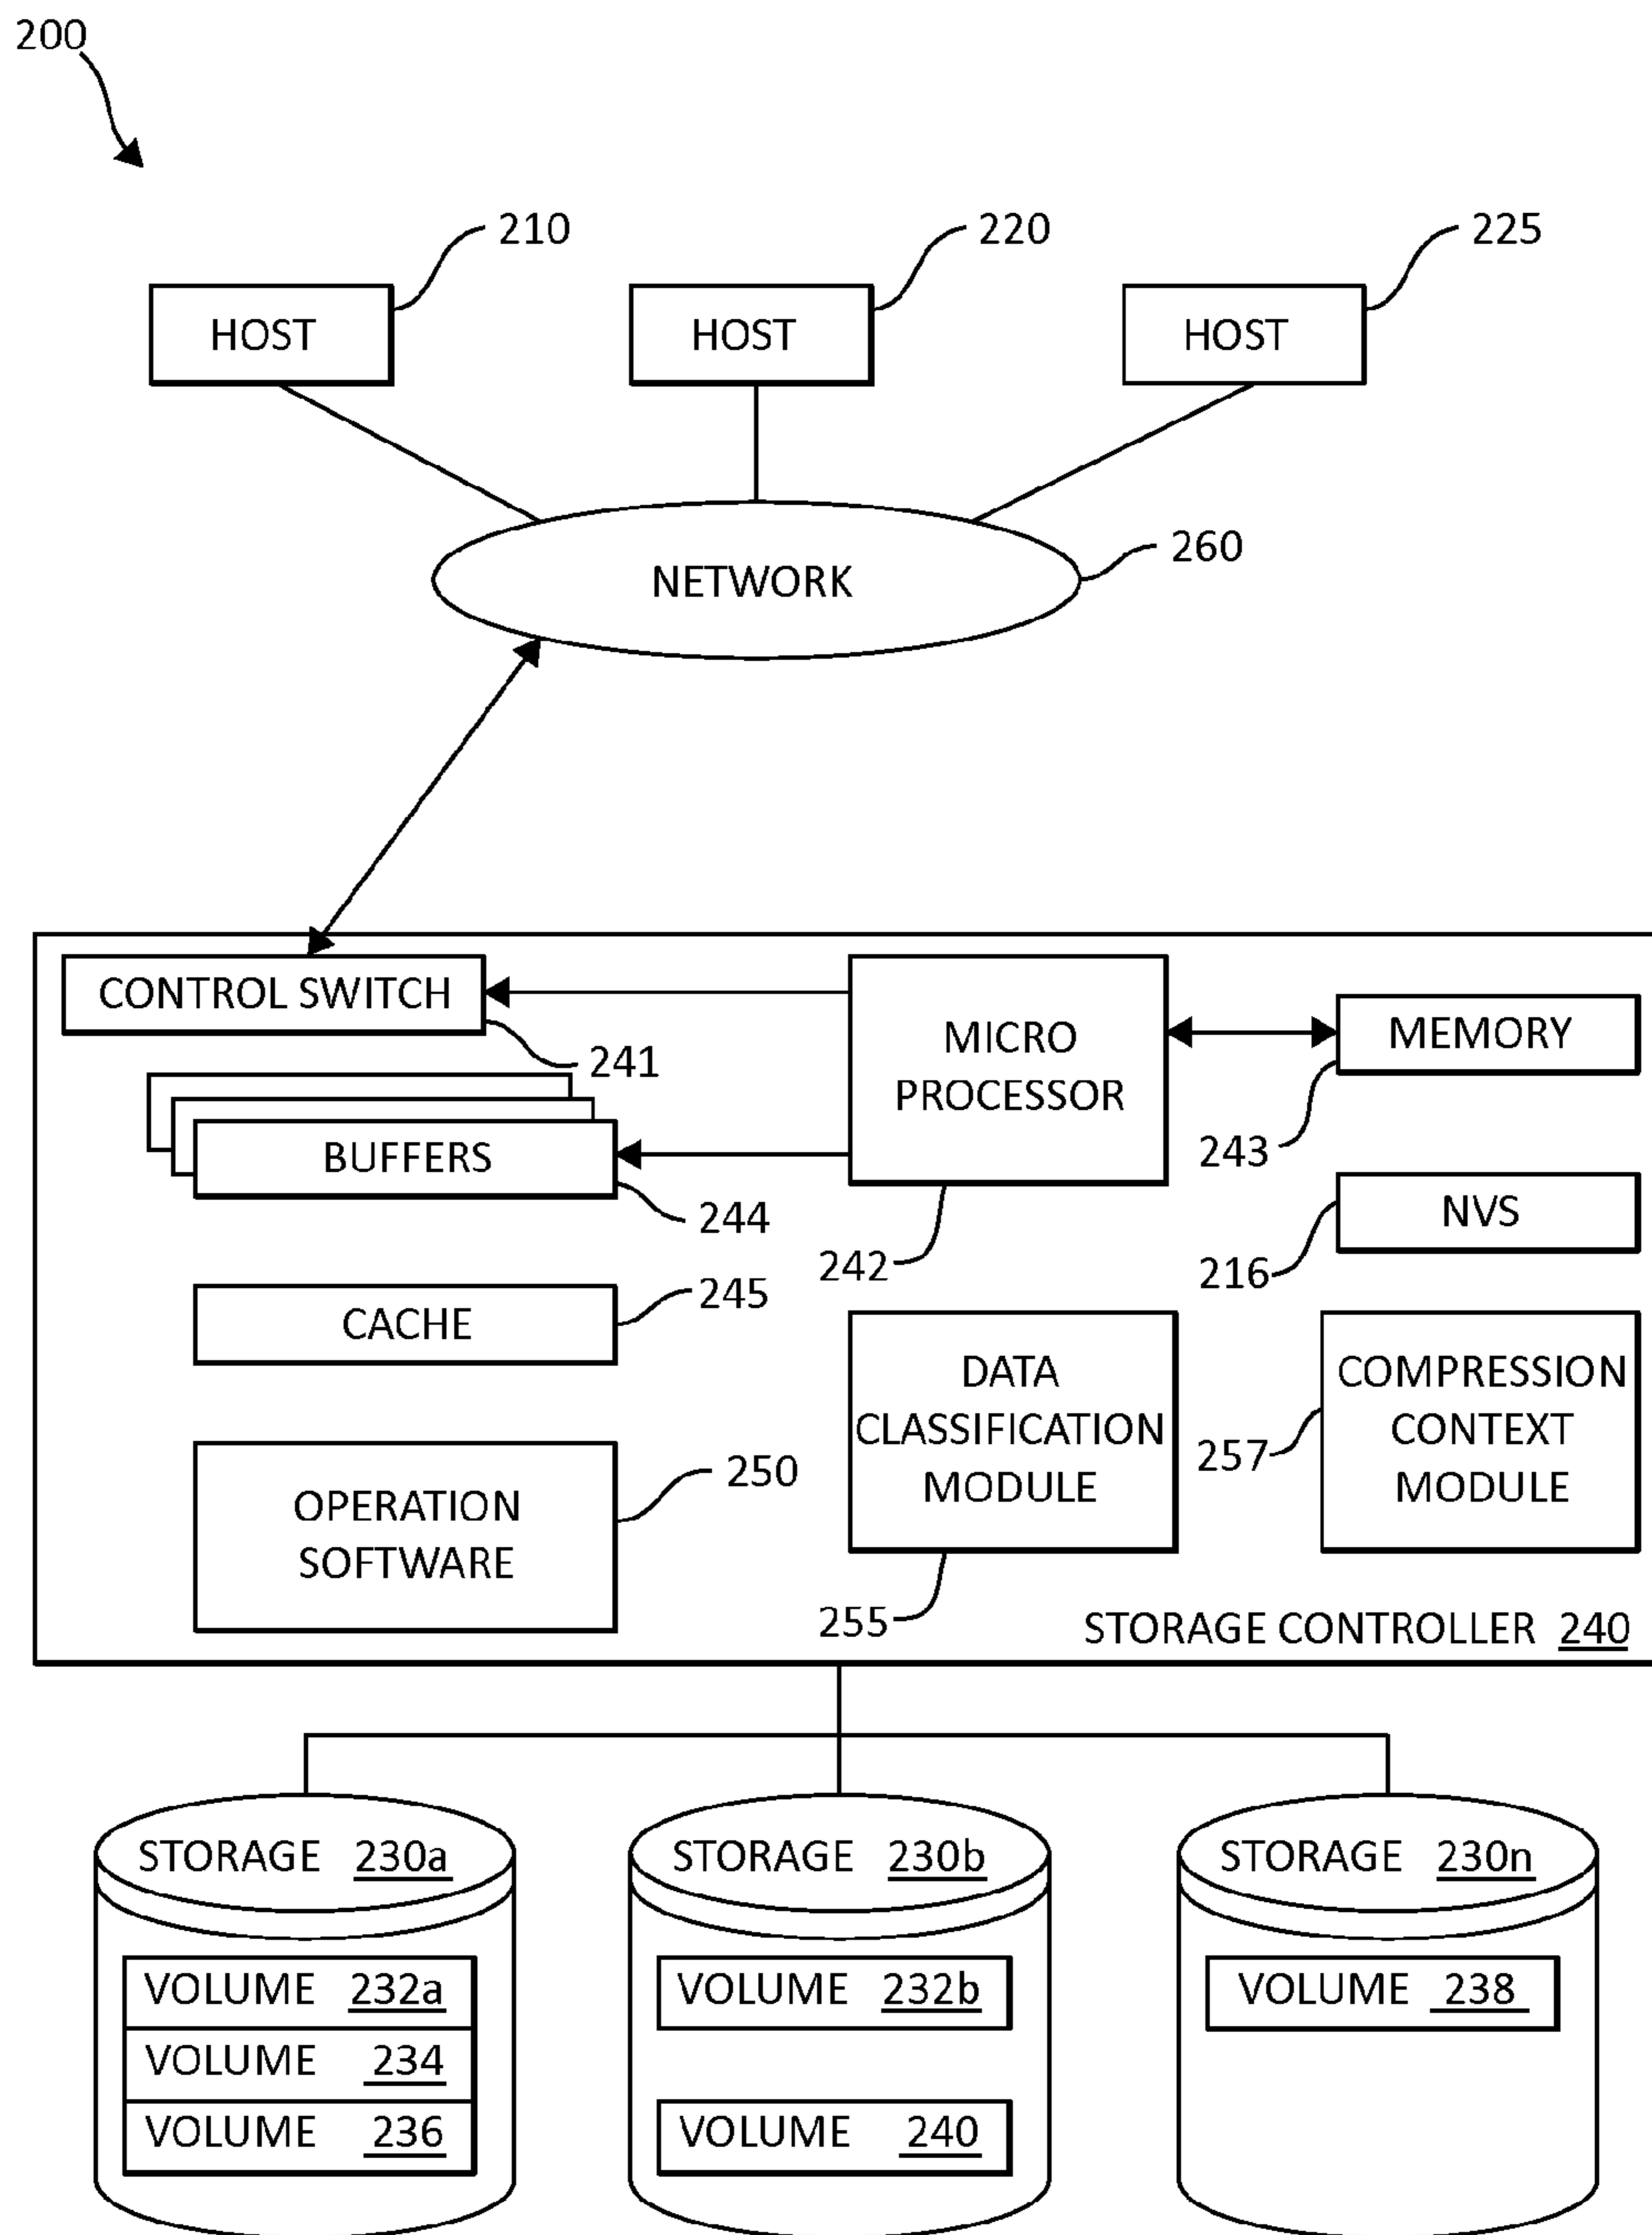 200
210
220
225
HOST
HOST
HOST
260
NETWORK
CONTROL SWITCH
241
MICRO
PROCESSOR
242
MEMORY
243
BUFFERS
244
NVS
216
CACHE
245
DATA
CLASSIFICATION
MODULE
255
COMPRESSION
CONTEXT
MODULE
257
OPERATION
SOFTWARE
250
STORAGE CONTROLLER 240
STORAGE 230a
VOLUME 232a
VOLUME 234
VOLUME 236
STORAGE 230b
VOLUME 232b
VOLUME 240
STORAGE 230n
VOLUME 238